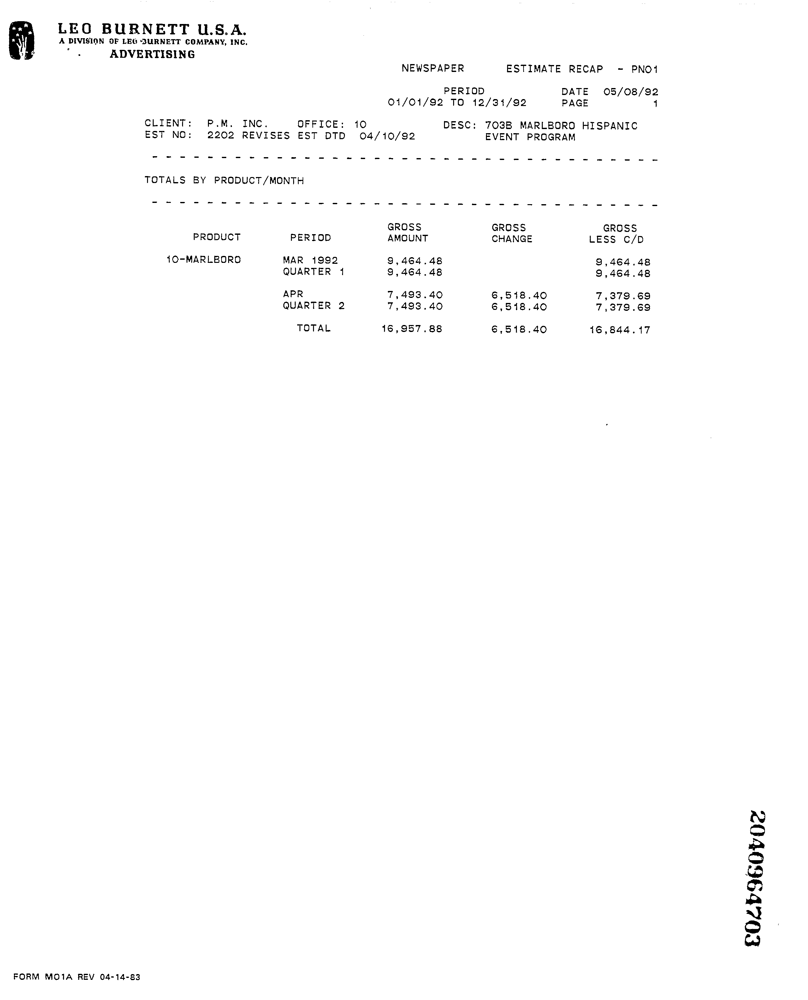 LEO BURNETT U.S.A.
A DIVISION OF LEO BURNETT COMPANY, INC.
ADVERTISING
NEWSPAPER ESTIMATE RECAP - PN01
PERIOD DATE 05/08/92
01/01/92 TO 12/31/92 PAGE 1
CLIENT: P.M. INC. OFFICE: 10 DESC: 703B MARLBORO HISPANIC
EST NO: 2202 REVISES EST DTD 04/10/92 EVENT PROGRAM
TOTALS BY PRODUCT/MONTH
GROSS GROSS GROSS
PRODUCT PERIOD AMOUNT CHANGE LESS C/D
10-MARLBORO MAR 1992 9,464.48 9,464.48
QUARTER 1 9,464.48 9,464.48
APR 7,493.40 6,518.40 7,379.69
QUARTER 2 7,493.40 6,518.40 7,379.69
TOTAL 16,957.88 6,518.40 16,844.17
2040964703
FORM MO1A REV 04-14-83